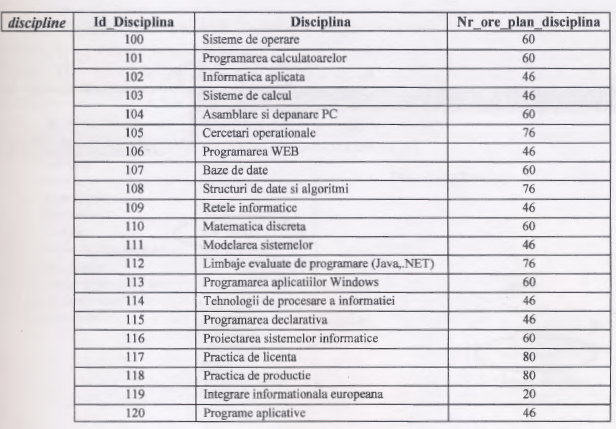 discipline Id_Disciplina Disciplina Nr_ore_plan_disciplina
100 Sisteme de operare 60
101 Programarea calculatoarelor 60
102 Informatica aplicata 46
103 Sisteme de calcul 46
104 Asamblare si depanare PC 60
105 Cercetari operationale 76
106 Programarea WEB 46
107 Baze de date 60
108 Structuri de date si algoritmi 76
109 Retele informatice 46
110 Matematica discreta 60
111 Modelarea sistemelor 46
112 Limbaje evaluate de programare (Java,.NET) 76
113 Programarea aplicatiilor Windows 60
114 Tehnologii de procesare a informatiei 46
115 Programarea declarativa 46
116 Proiectarea sistemelor informatice 60
117 Practica de licenta 80
118 Practica de productie 80
119 Integrare informationala europeana 20
120 Programe aplicative 46